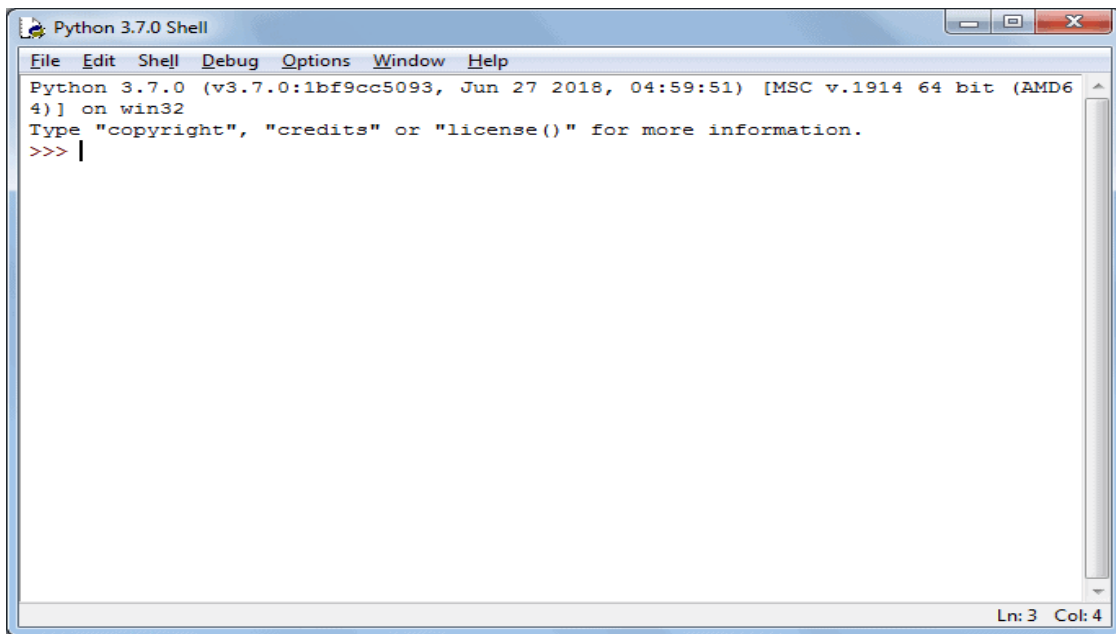 Python 3.7.0 Shell
File Edit Shell Debug Options Window Help
Python 3.7.0 (v3.7.0:1bf9cc5093, Jun 27 2018, 04:59:51) [MSC v.1914 64 bit (AMD6
4)] on win32
Type "copyright", "credits" or "license()" for more information.
>>>
Ln: 3 Col: 4